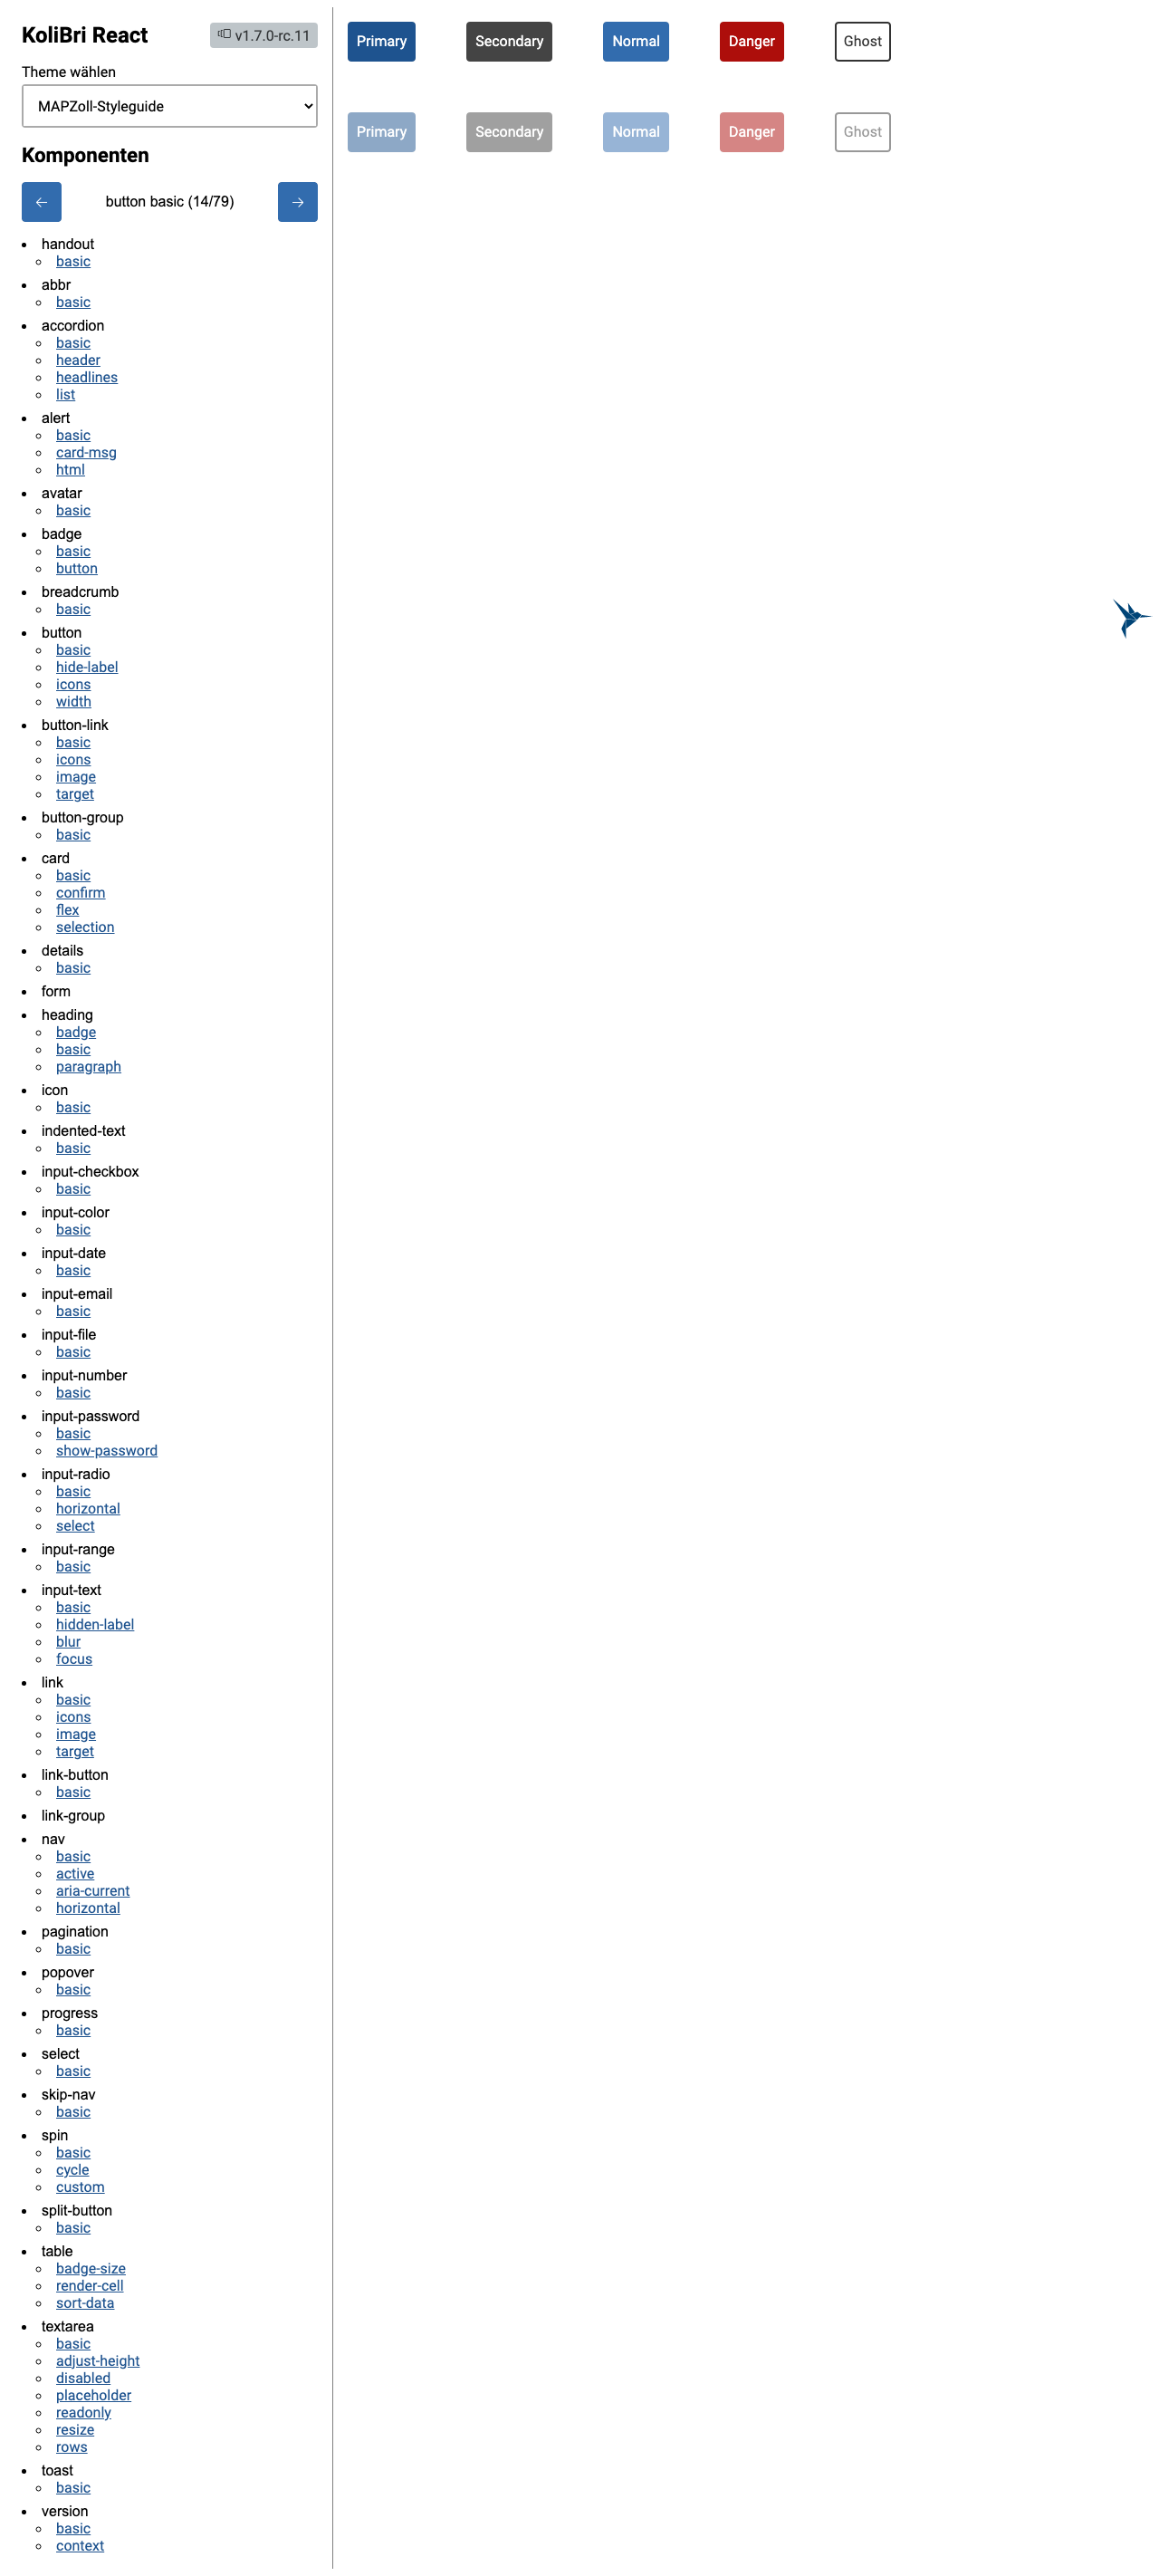 KoliBri React
v1.7.0-rc.11
Theme wählen
MAPZoll-Styleguide
Komponenten
← button basic (14/79) →
handout
basic
abbr
basic
accordion
basic
header
headlines
list
alert
basic
card-msg
html
avatar
basic
badge
basic
button
breadcrumb
basic
button
basic
hide-label
icons
width
button-link
basic
icons
image
target
button-group
basic
card
basic
confirm
flex
selection
details
basic
form
heading
badge
basic
paragraph
icon
basic
indented-text
basic
input-checkbox
basic
input-color
basic
input-date
basic
input-email
basic
input-file
basic
input-number
basic
input-password
basic
show-password
input-radio
basic
horizontal
select
input-range
basic
input-text
basic
hidden-label
blur
focus
link
basic
icons
image
target
link-button
basic
link-group
nav
basic
active
aria-current
horizontal
pagination
basic
popover
basic
progress
basic
select
basic
skip-nav
basic
spin
basic
cycle
custom
split-button
basic
table
badge-size
render-cell
sort-data
textarea
basic
adjust-height
disabled
placeholder
readonly
resize
rows
toast
basic
version
basic
context
Primary Secondary Normal Danger Ghost
Primary Secondary Normal Danger Ghost